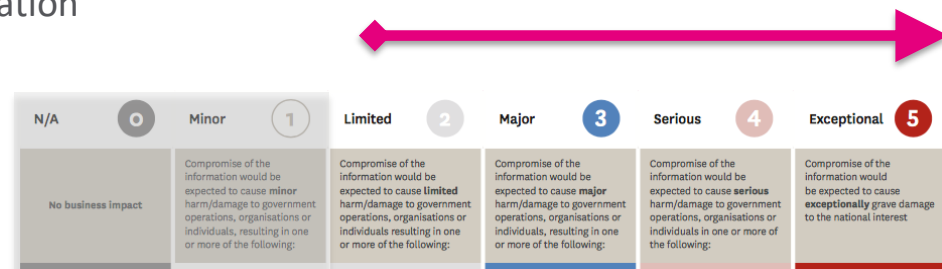 ation
N/A 0
Minor 1
Limited 2
Major 3
Serious 4
Exceptional 5
No business impact
Compromise of the
information would be
expected to cause minor
harm/damage to government
operations, organisations or
individuals, resulting in one
or more of the following:
Compromise of the
information would be
expected to cause limited
harm/damage to government
operations, organisations or
individuals resulting in one
or more of the following:
Compromise of the
information would be
expected to cause major
harm/damage to government
operations, organisations or
individuals, resulting in one
or more of the following:
Compromise of the
information would be
expected to cause serious
harm/damage to government
operations, organisations or
individuals, resulting in one or more of
the following:
Compromise of the
information would
be expected to cause
exceptionally grave damage
to the national interest